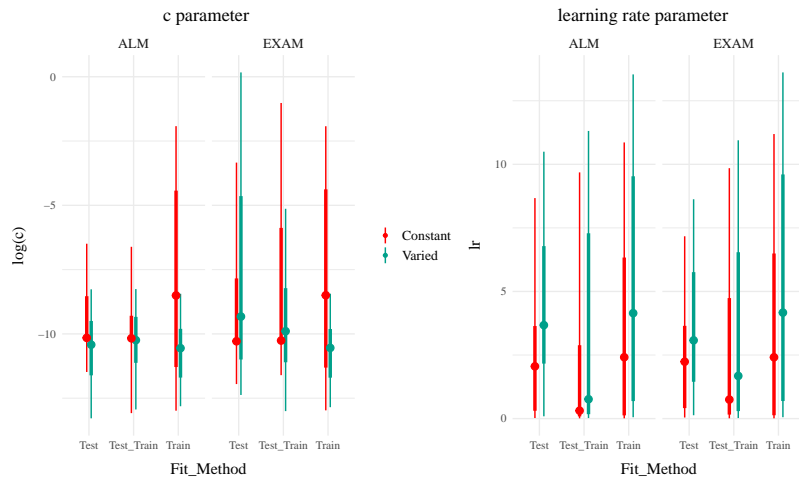 c parameter
ALM EXAM
0
−5
−10
log(c)
Test Test_Train Train Test Test_Train Train
Fit_Method
Constant
Varied
learning rate parameter
ALM EXAM
10
5
0
lr
Test Test_Train Train Test Test_Train Train
Fit_Method